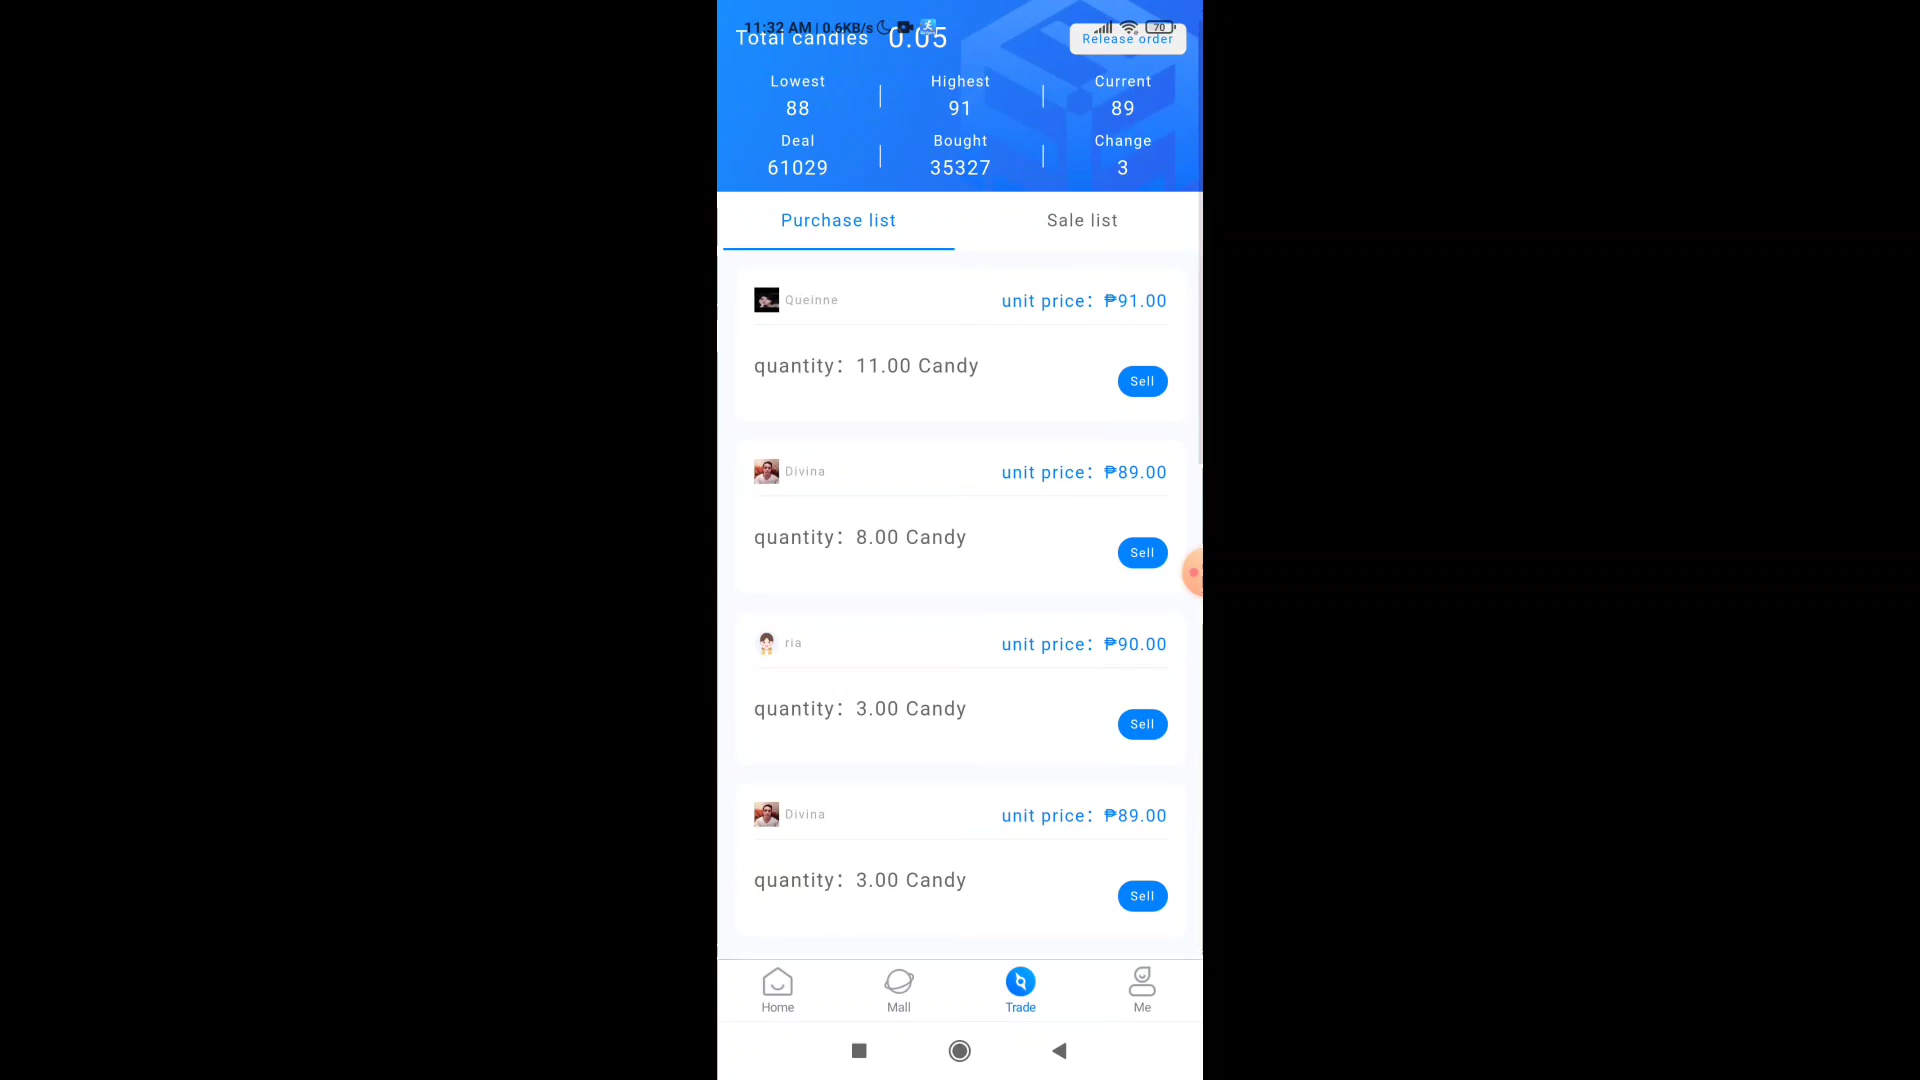 11:32 AM | 0.6KB/s
70
Total candies 0.05
Release order
Lowest Highest Current
88 91 89
Deal Bought Change
61029 35327 3
Purchase list Sale list
Queinne unit price：₱91.00
quantity：11.00 Candy
Sell
Divina unit price：₱89.00
quantity：8.00 Candy
Sell
ria unit price：₱90.00
quantity：3.00 Candy
Sell
Divina unit price：₱89.00
quantity：3.00 Candy
Sell
Home Mall Trade Me